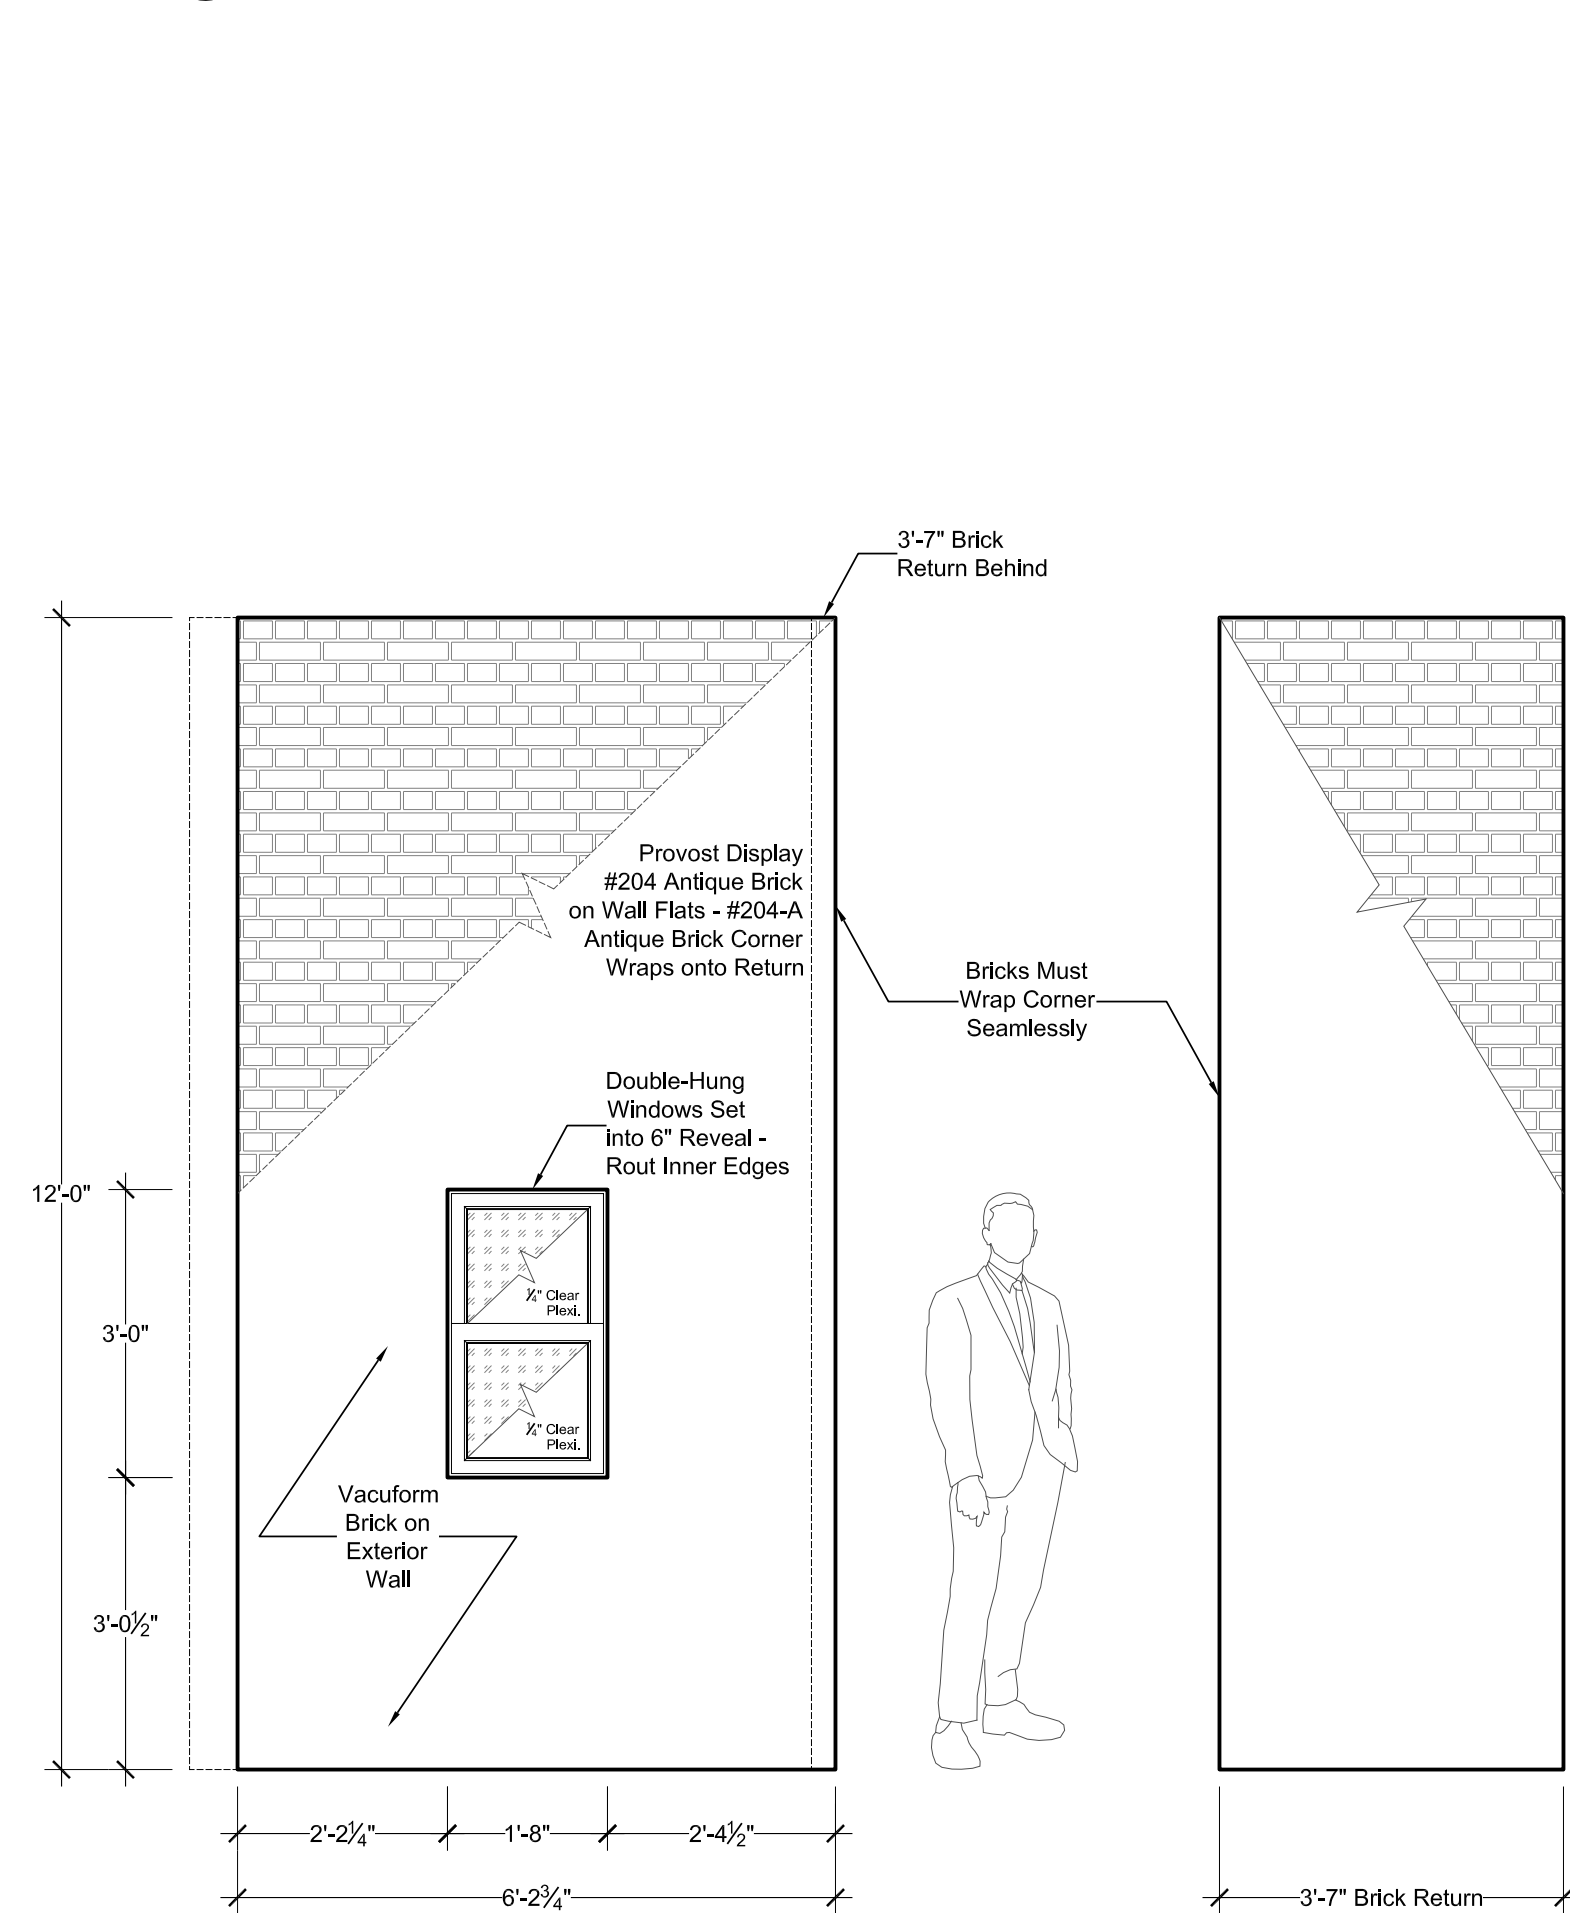 3'-7" Brick
Return Behind
Provost Display
#204 Antique Brick
on Wall Flats - #204-A
Antique Brick Corner
Wraps onto Return
Bricks Must
Wrap Corner
Seamlessly
Double-Hung
Windows Set
into 6" Reveal -
Rout Inner Edges
12'-0"
3'-0"
¼" Clear
Plexi.
¼" Clear
Plexi.
Vacuform
Brick on
Exterior
Wall
3'-0½"
2'-2¼"
1'-8"
2'-4½"
6'-2¾"
3'-7" Brick Return